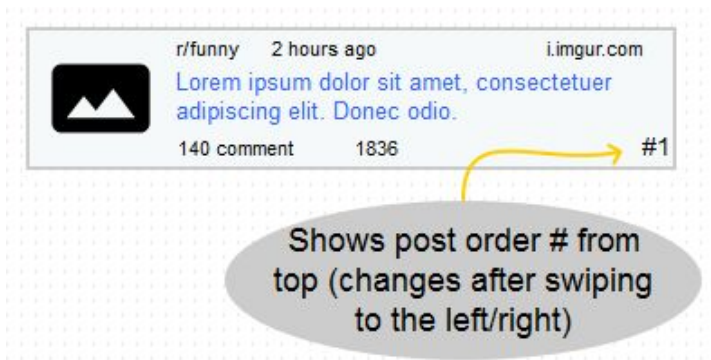 r/funny 2 hours ago i.imgur.com
Lorem ipsum dolor sit amet, consectetuer
adipiscing elit. Donec odio.
140 comment 1836 #1
Shows post order # from
top (changes after swiping
to the left/right)